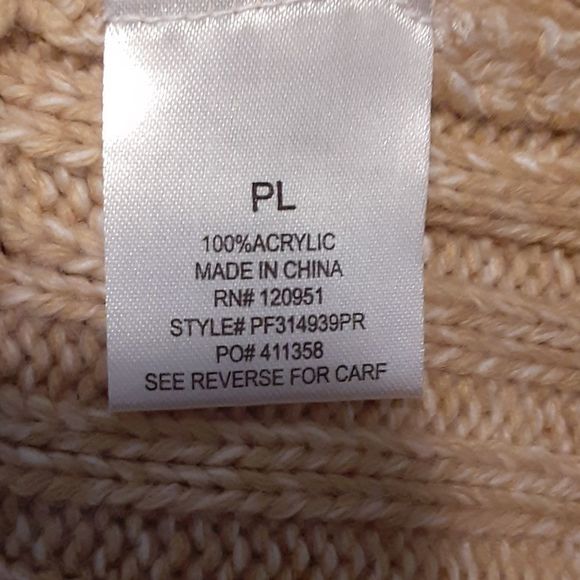 PL
100%ACRYLIC
MADE IN CHINA
RN# 120951
STYLE# PF314939PR
PO# 411358
SEE REVERSE FOR CARF